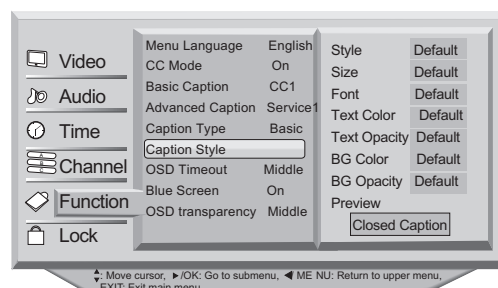 Video
Audio
Time
Channel
Function
Lock
Menu Language English
CC Mode On
Basic Caption CC1
Advanced Caption Service1
Caption Type Basic
Caption Style
OSD Timeout Middle
Blue Screen On
OSD transparency Middle
Style Default
Size Default
Font Default
Text Color Default
Text Opacity Default
BG Color Default
BG Opacity Default
Preview
Closed Caption
: Move cursor, ►/OK: Go to submenu, ◄ ME NU: Return to upper menu,
EXIT: Exit main menu